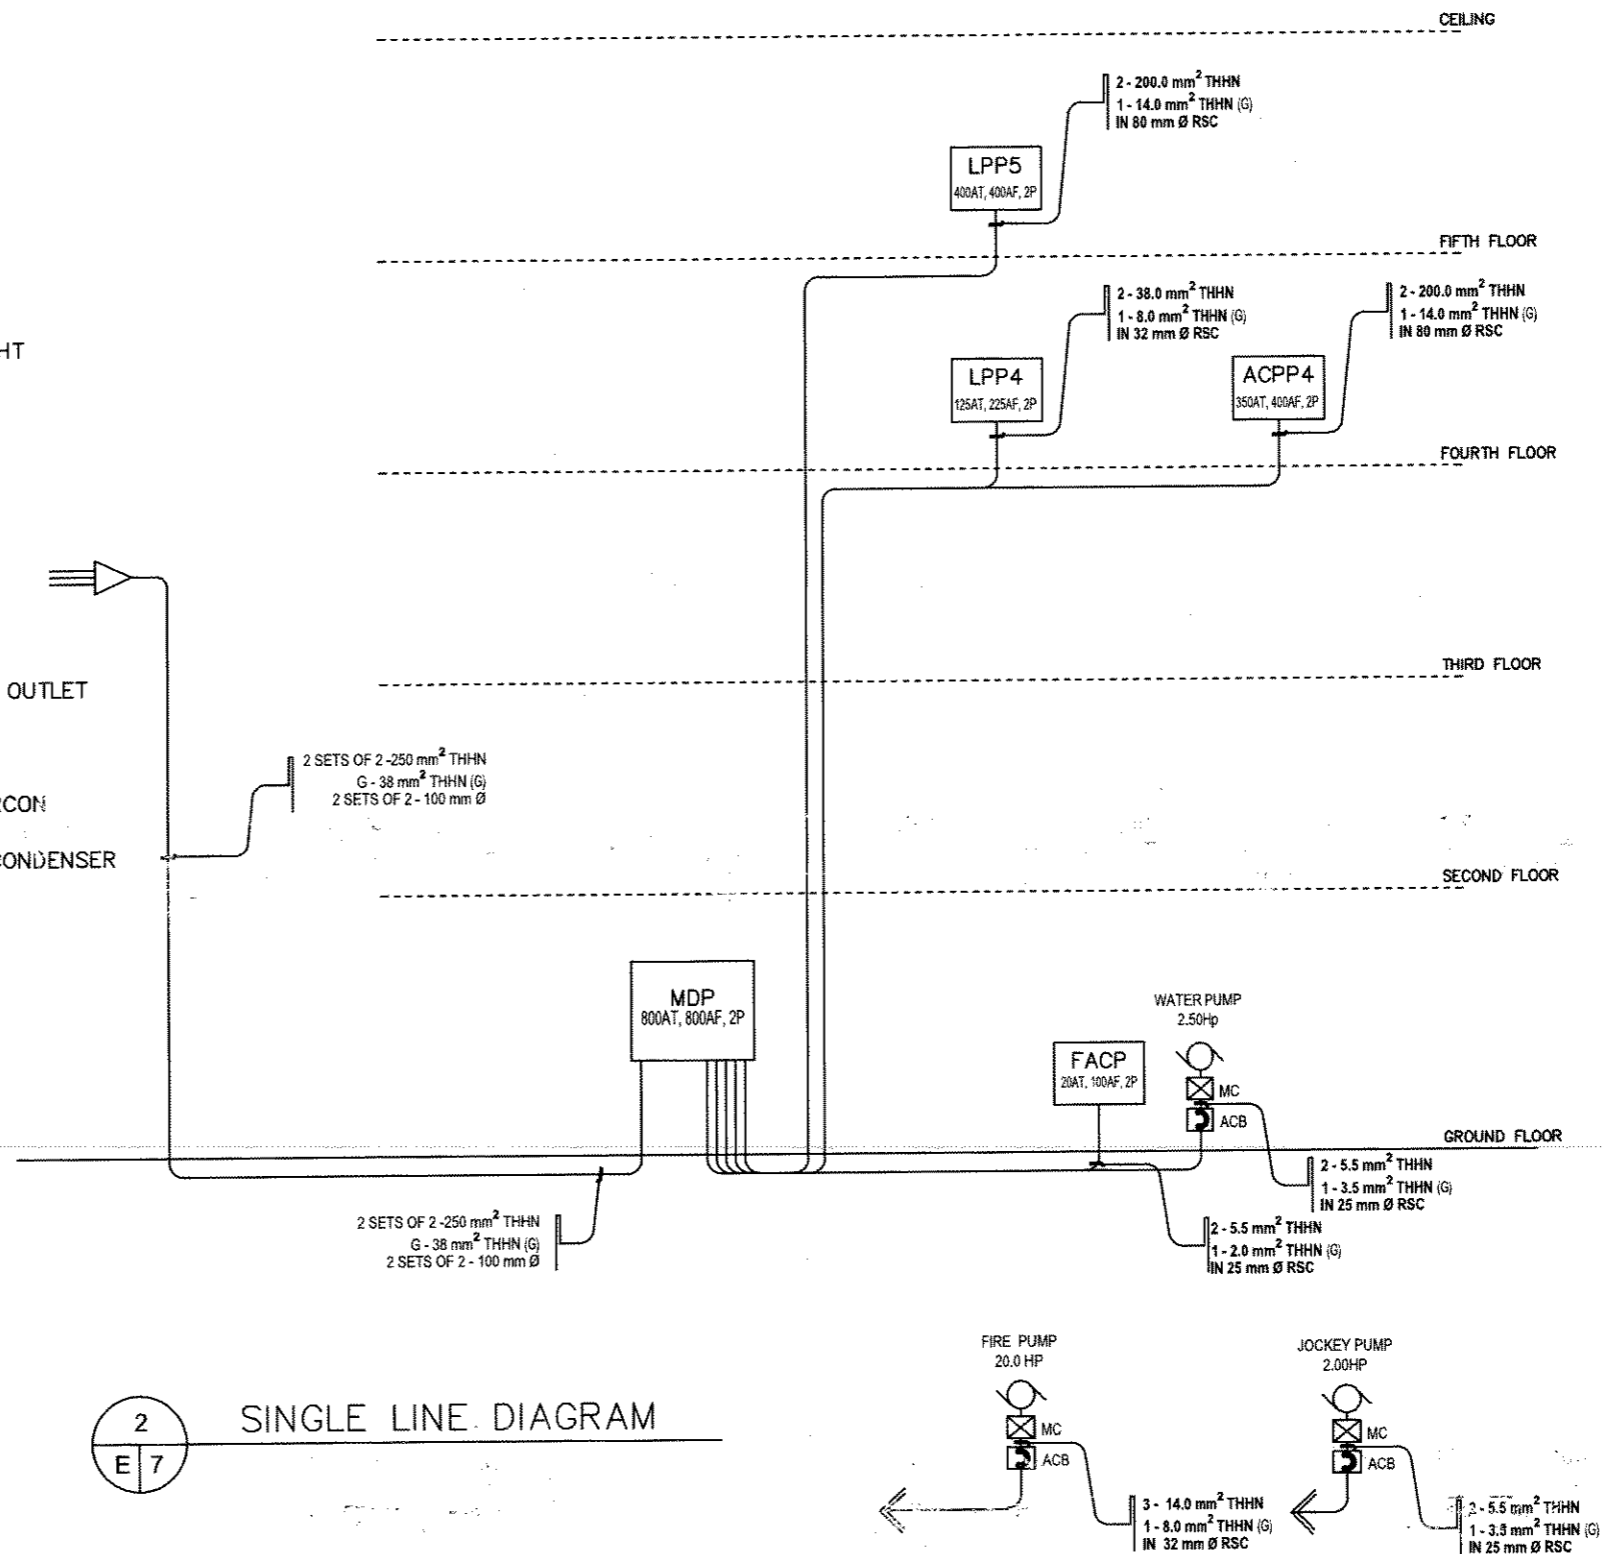 CEILING
2 - 200.0 mm² THHN
1 - 14.0 mm² THHN (G)
IN 80 mm Ø RSC
LPP5
400AT, 400AF, 2P
FIFTH FLOOR
2 - 38.0 mm² THHN
1 - 8.0 mm² THHN (G)
IN 32 mm Ø RSC
2 - 200.0 mm² THHN
1 - 14.0 mm² THHN (G)
IN 80 mm Ø RSC
HT
LPP4
125AT, 225AF, 2P
ACPP4
350AT, 400AF, 2P
FOURTH FLOOR
THIRD FLOOR
OUTLET
2 SETS OF 2 -250 mm² THHN
G - 38 mm² THHN (G)
2 SETS OF 2 - 100 mm Ø
RCON
CONDENSER
SECOND FLOOR
MDP
800AT, 800AF, 2P
WATER PUMP
2.50Hp
FACP
20AT, 100AF, 2P
MC
ACB
GROUND FLOOR
2 - 5.5 mm² THHN
1 - 3.5 mm² THHN (G)
IN 25 mm Ø RSC
2 SETS OF 2 -250 mm² THHN
G - 38 mm² THHN (G)
2 SETS OF 2 - 100 mm Ø
2 - 5.5 mm² THHN
1 - 2.0 mm² THHN (G)
IN 25 mm Ø RSC
FIRE PUMP
20.0 HP
MC
ACB
3 - 14.0 mm² THHN
1 - 8.0 mm² THHN (G)
IN 32 mm Ø RSC
JOCKEY PUMP
2.00HP
MC
ACB
2 - 5.5 mm² THHN
1 - 3.5 mm² THHN (G)
IN 25 mm Ø RSC
2
E 7
SINGLE LINE DIAGRAM